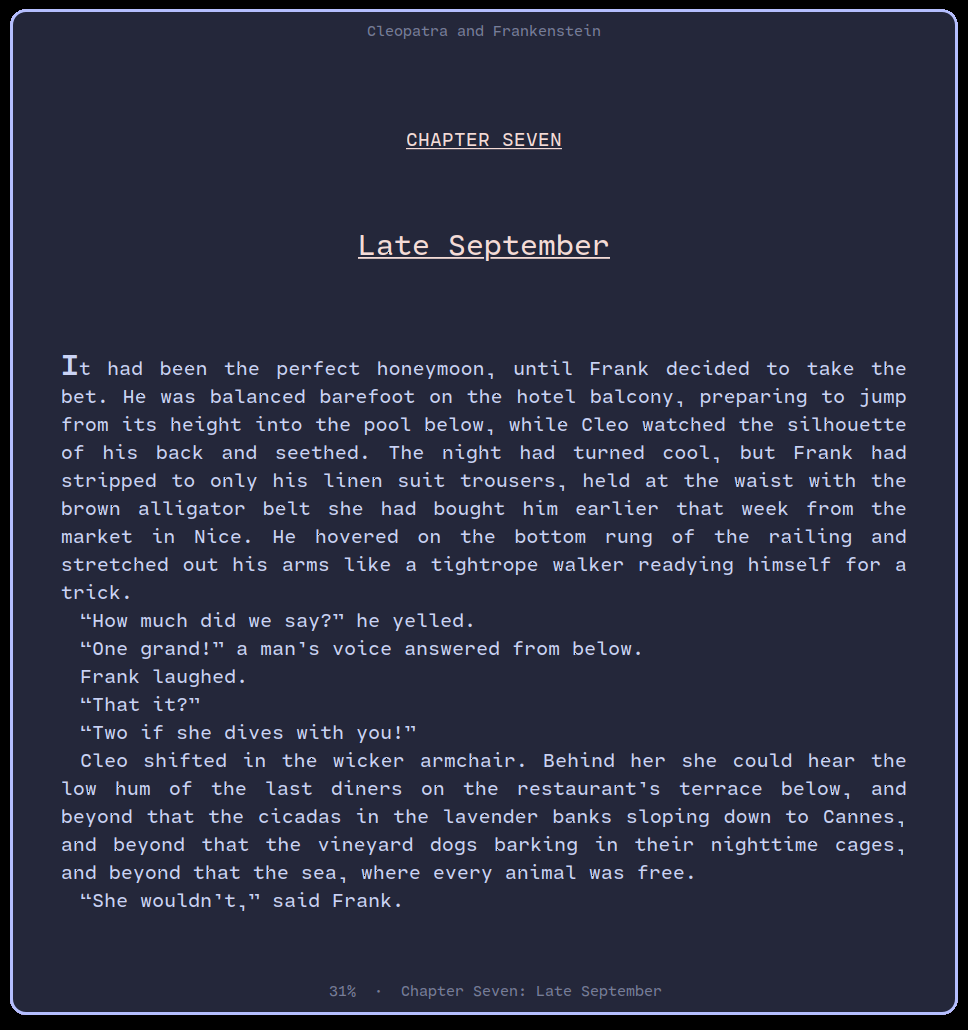 Cleopatra and Frankenstein
CHAPTER SEVEN
Late September
It had been the perfect honeymoon, until Frank decided to take the
bet. He was balanced barefoot on the hotel balcony, preparing to jump
from its height into the pool below, while Cleo watched the silhouette
of his back and seethed. The night had turned cool, but Frank had
stripped to only his linen suit trousers, held at the waist with the
brown alligator belt she had bought him earlier that week from the
market in Nice. He hovered on the bottom rung of the railing and
stretched out his arms like a tightrope walker readying himself for a
trick.
“How much did we say?” he yelled.
“One grand!” a man’s voice answered from below.
Frank laughed.
“That it?”
“Two if she dives with you!”
Cleo shifted in the wicker armchair. Behind her she could hear the
low hum of the last diners on the restaurant’s terrace below, and
beyond that the cicadas in the lavender banks sloping down to Cannes,
and beyond that the vineyard dogs barking in their nighttime cages,
and beyond that the sea, where every animal was free.
“She wouldn’t,” said Frank.
31% · Chapter Seven: Late September